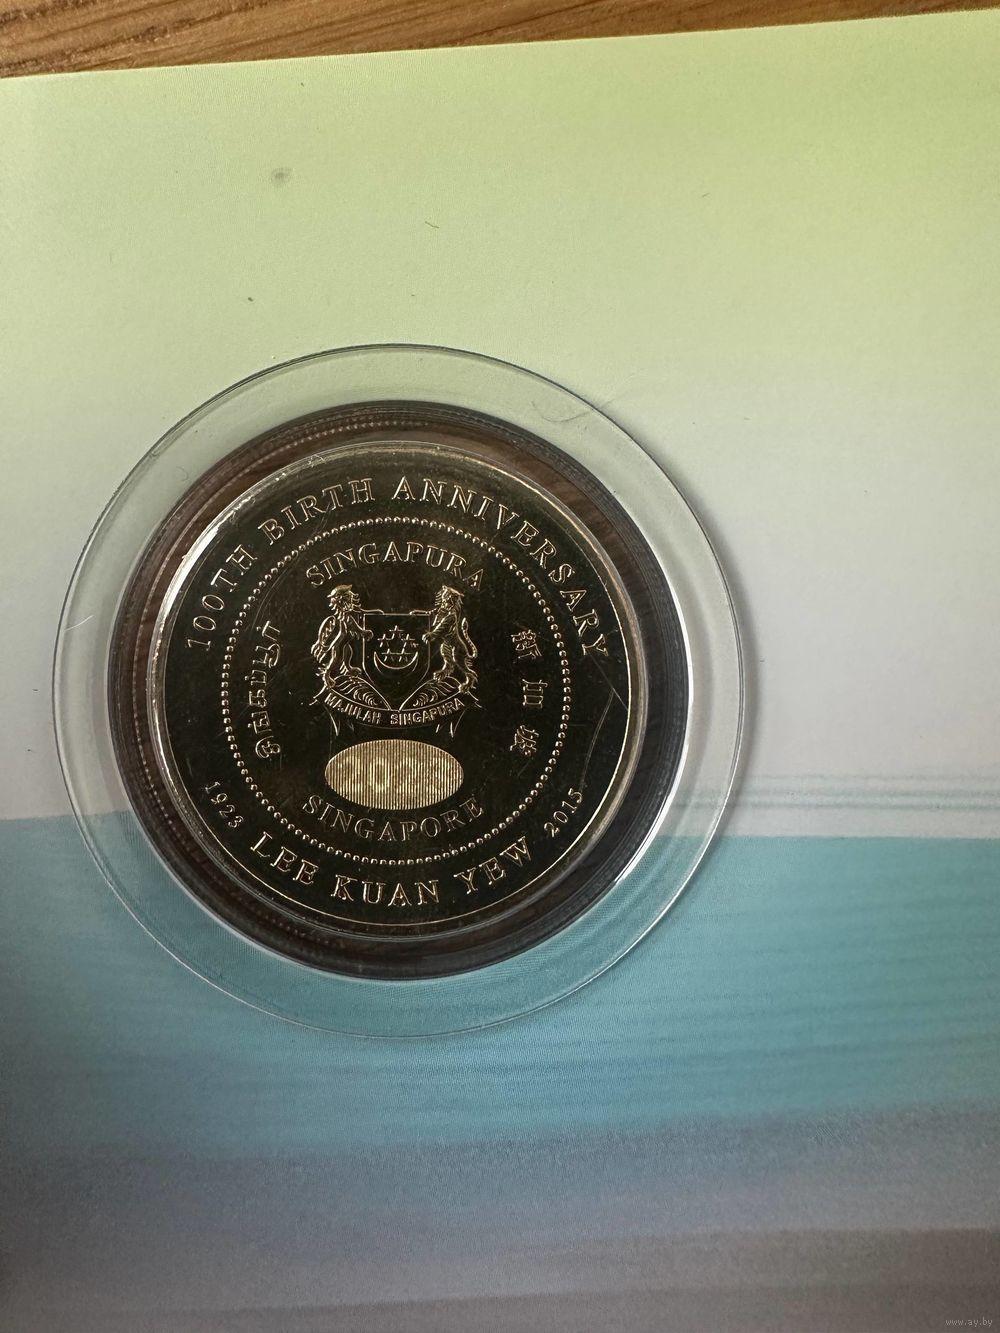 100TH BIRTH ANNIVERSARY
SINGAPURA
சிங்கப்பூர்
新加坡
MAJULAH SINGAPURA
2023
SINGAPORE
1923 LEE KUAN YEW 2015
www.ay.by